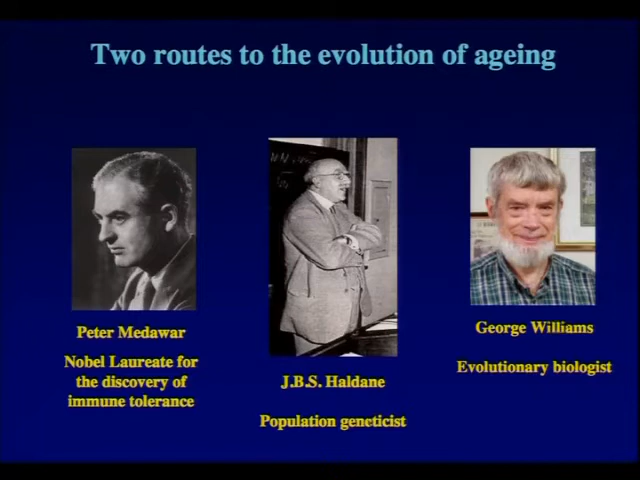 Two routes to the evolution of ageing
Peter Medawar
Nobel Laureate for
the discovery of
immune tolerance
J.B.S. Haldane
Population geneticist
George Williams
Evolutionary biologist